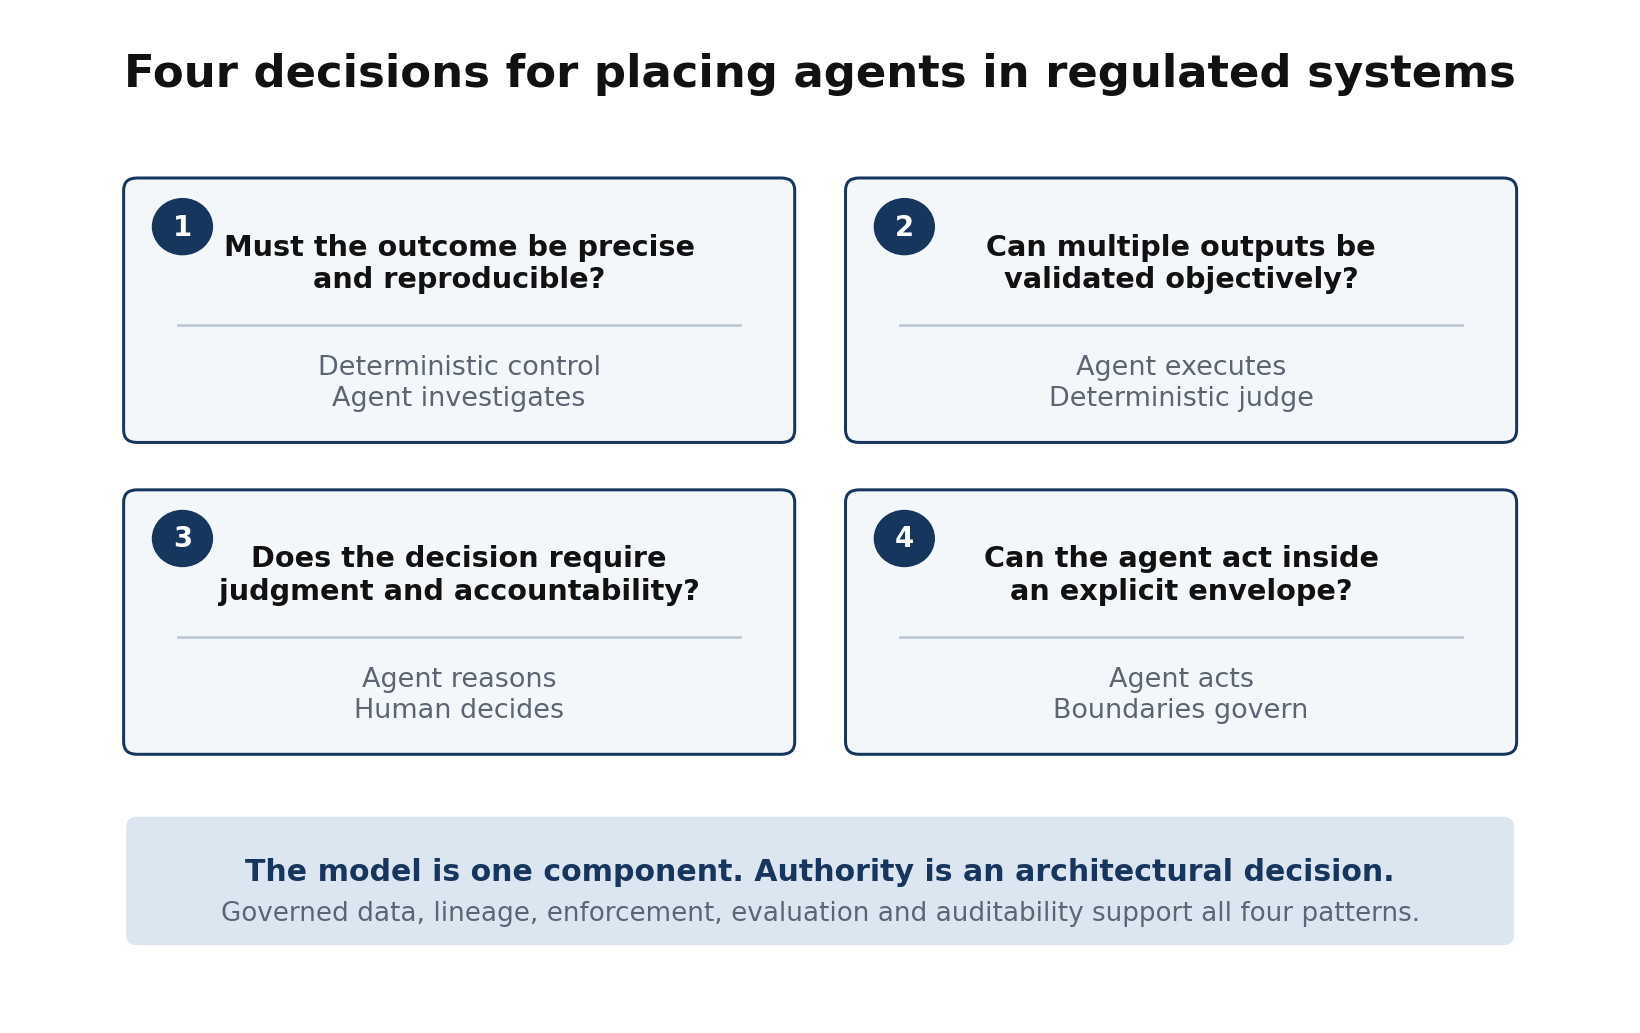 Four decisions for placing agents in regulated systems
1
Must the outcome be precise
and reproducible?
Deterministic control
Agent investigates
2
Can multiple outputs be
validated objectively?
Agent executes
Deterministic judge
3
Does the decision require
judgment and accountability?
Agent reasons
Human decides
4
Can the agent act inside
an explicit envelope?
Agent acts
Boundaries govern
The model is one component. Authority is an architectural decision.
Governed data, lineage, enforcement, evaluation and auditability support all four patterns.